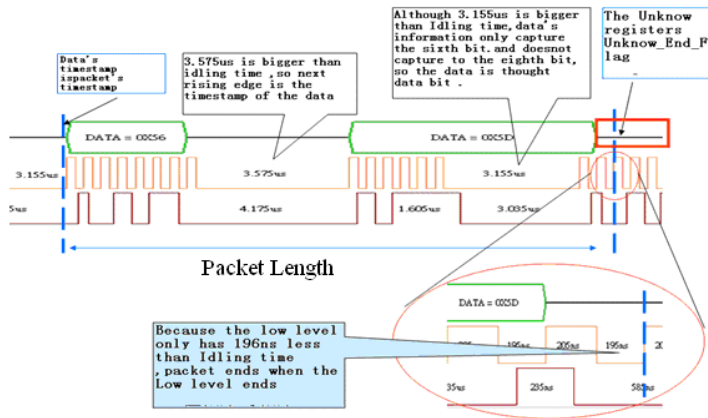 Data's
timestamp
ispacket's
timestamp
3.575us is bigger than
idling time ,so next
rising edge is the
timestamp of the data
Although 3.155us is bigger
than Idling time,data's
information only capture
the sixth bit.and doesnot
capture to the eighth bit,
so the data is thought
data bit .
The Unknow
registers
Unknow_End_F
lag
DATA = 0X56
DATA = 0X5D
3.155us
3.575us
3.155us
5us
4.175us
1.605us
3.035us
Packet Length
DATA = 0X5D
195ns
205ns
195ns
20
35us
235ns
Because the low level
only has 196ns less
than Idling time
,packet ends when the
Low level ends